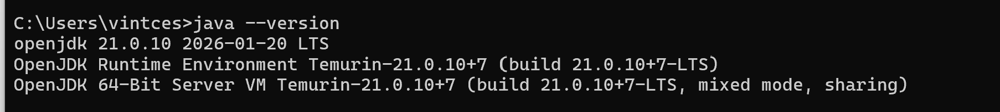 C:\Users\vintces>java --version
openjdk 21.0.10 2026-01-20 LTS
OpenJDK Runtime Environment Temurin-21.0.10+7 (build 21.0.10+7-LTS)
OpenJDK 64-Bit Server VM Temurin-21.0.10+7 (build 21.0.10+7-LTS, mixed mode, sharing)